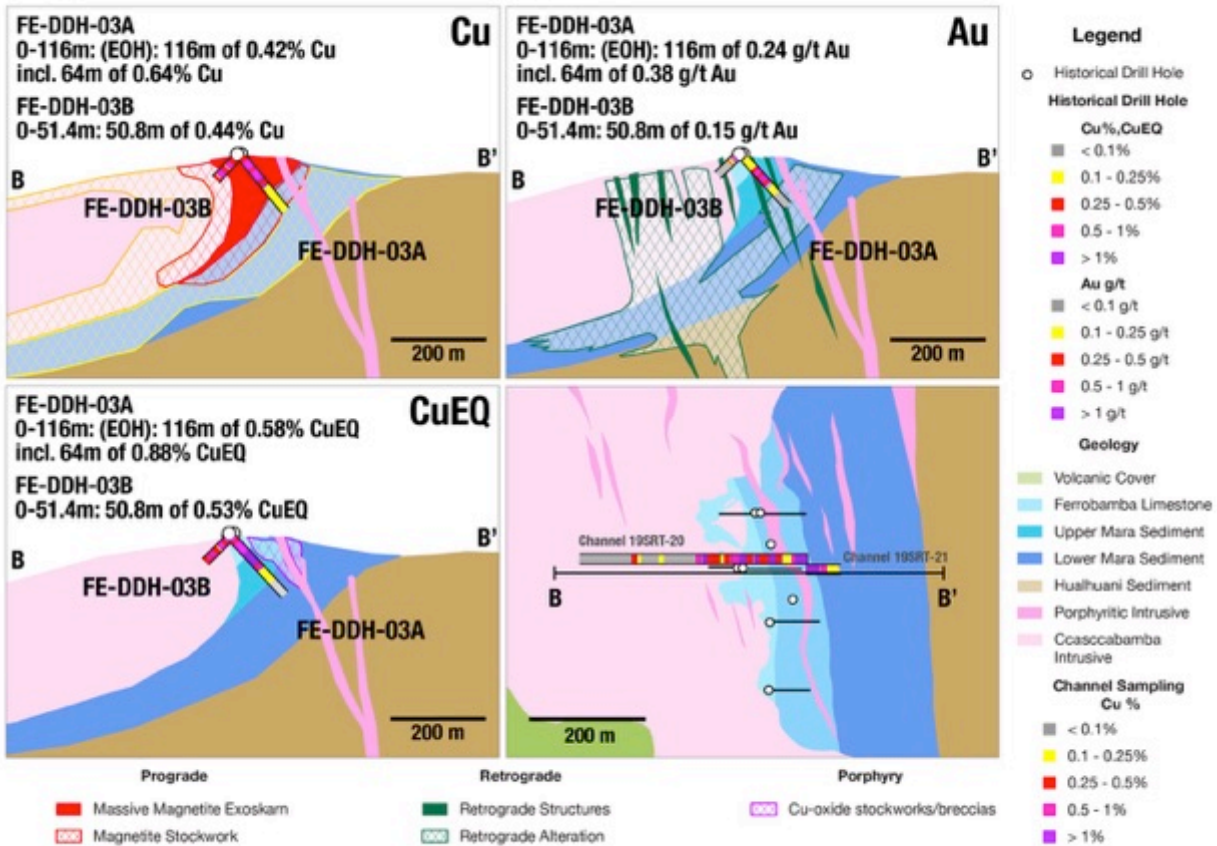 FE-DDH-03A
0-116m: (EOH): 116m of 0.42% Cu
incl. 64m of 0.64% Cu
Cu
FE-DDH-03B
0-51.4m: 50.8m of 0.44% Cu
B
B'
FE-DDH-03B
FE-DDH-03A
200 m
FE-DDH-03A
0-116m: (EOH): 116m of 0.24 g/t Au
incl. 64m of 0.38 g/t Au
Au
FE-DDH-03B
0-51.4m: 50.8m of 0.15 g/t Au
B
B'
FE-DDH-03B
FE-DDH-03A
200 m
FE-DDH-03A
0-116m: (EOH): 116m of 0.58% CuEQ
incl. 64m of 0.88% CuEQ
CuEQ
FE-DDH-03B
0-51.4m: 50.8m of 0.53% CuEQ
B
B'
FE-DDH-03B
FE-DDH-03A
200 m
Channel 19SRT-20
Channel 19SRT-21
B
B'
200 m
Legend
Historical Drill Hole
Historical Drill Hole
Cu%,CuEQ
< 0.1%
0.1 - 0.25%
0.25 - 0.5%
0.5 - 1%
> 1%
Au g/t
< 0.1 g/t
0.1 - 0.25 g/t
0.25 - 0.5 g/t
0.5 - 1 g/t
> 1 g/t
Geology
Volcanic Cover
Ferrobamba Limestone
Upper Mara Sediment
Lower Mara Sediment
Hualhuani Sediment
Porphyritic Intrusive
Ccasccabamba
Intrusive
Channel Sampling
Cu %
< 0.1%
0.1 - 0.25%
0.25 - 0.5%
0.5 - 1%
> 1%
Prograde
Massive Magnetite Exoskarn
Magnetite Stockwork
Retrograde
Retrograde Structures
Retrograde Alteration
Porphyry
Cu-oxide stockworks/breccias